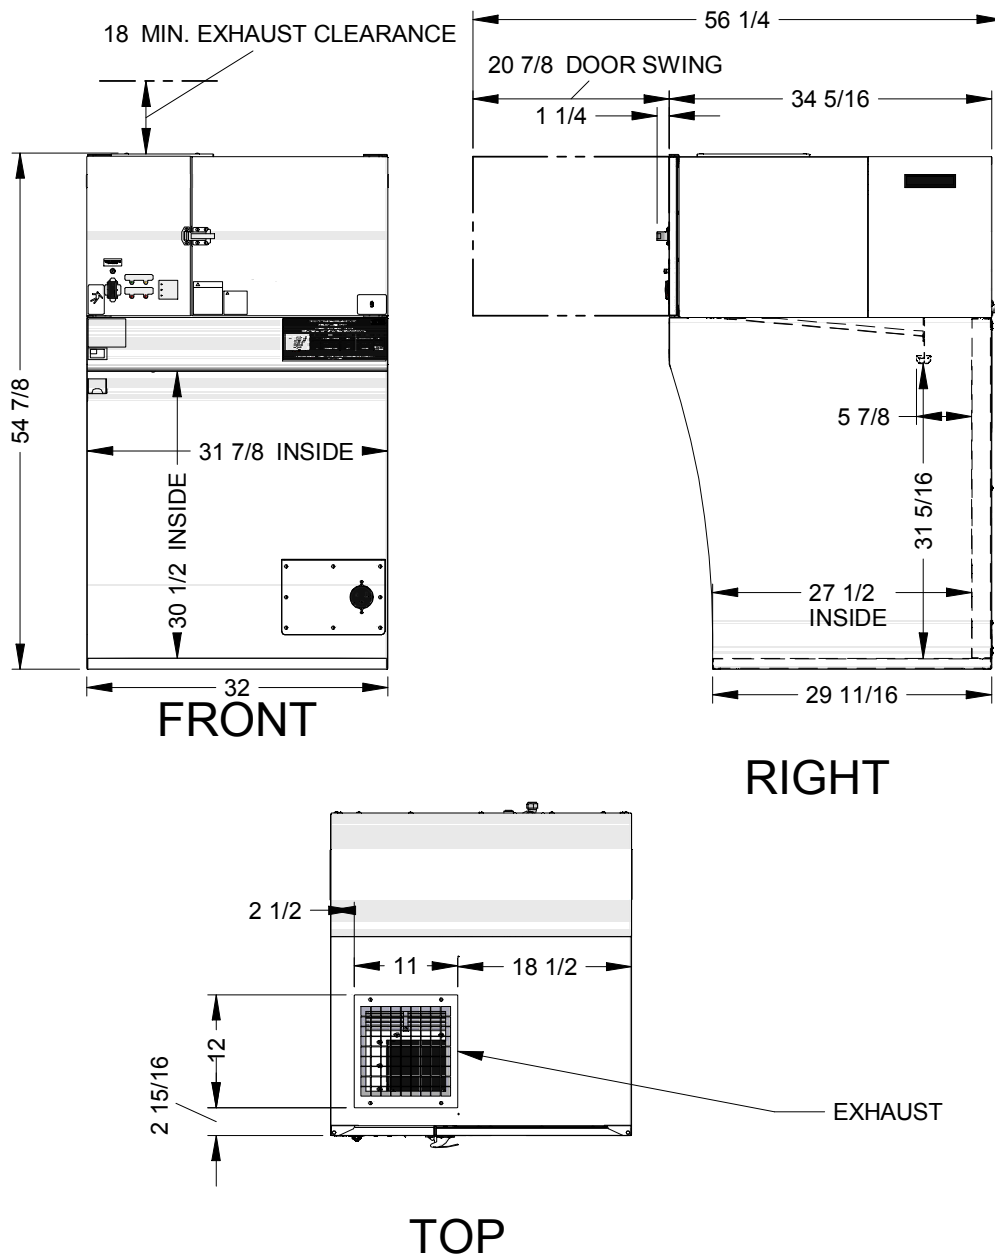 56 1/4
18 MIN. EXHAUST CLEARANCE
20 7/8 DOOR SWING
34 5/16
1 1/4
54 7/8
31 7/8 INSIDE
30 1/2 INSIDE
5 7/8
31 5/16
27 1/2
INSIDE
32
29 11/16
FRONT
RIGHT
2 1/2
11
18 1/2
12
2 15/16
EXHAUST
TOP